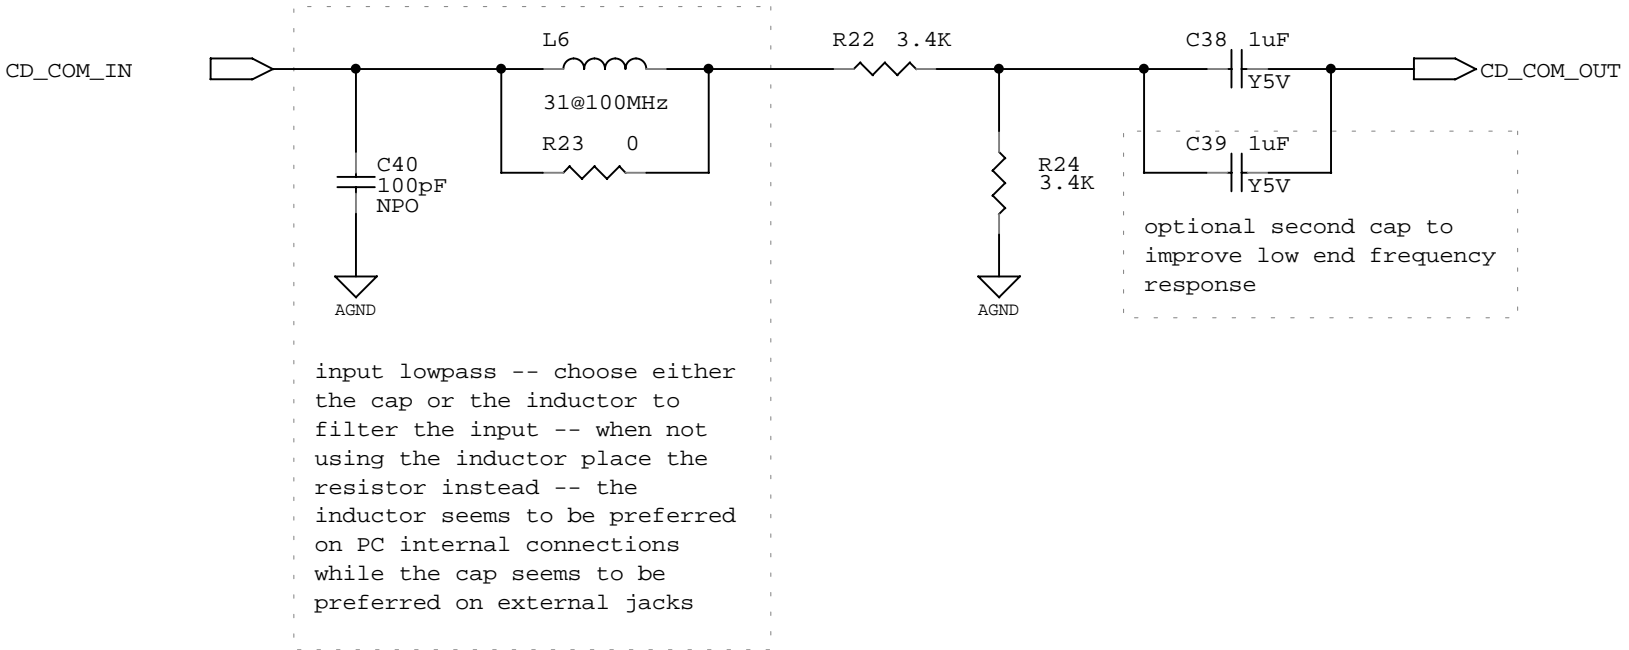 L6
R22 3.4K
C38 1uF
CD_COM_IN
CD_COM_OUT
Y5V
31@100MHz
R23 0
C39 1uF
Y5V
C40
100pF
NPO
R24
3.4K
optional second cap to
improve low end frequency
response
AGND
AGND
input lowpass -- choose either
the cap or the inductor to
filter the input -- when not
using the inductor place the
resistor instead -- the
inductor seems to be preferred
on PC internal connections
while the cap seems to be
preferred on external jacks